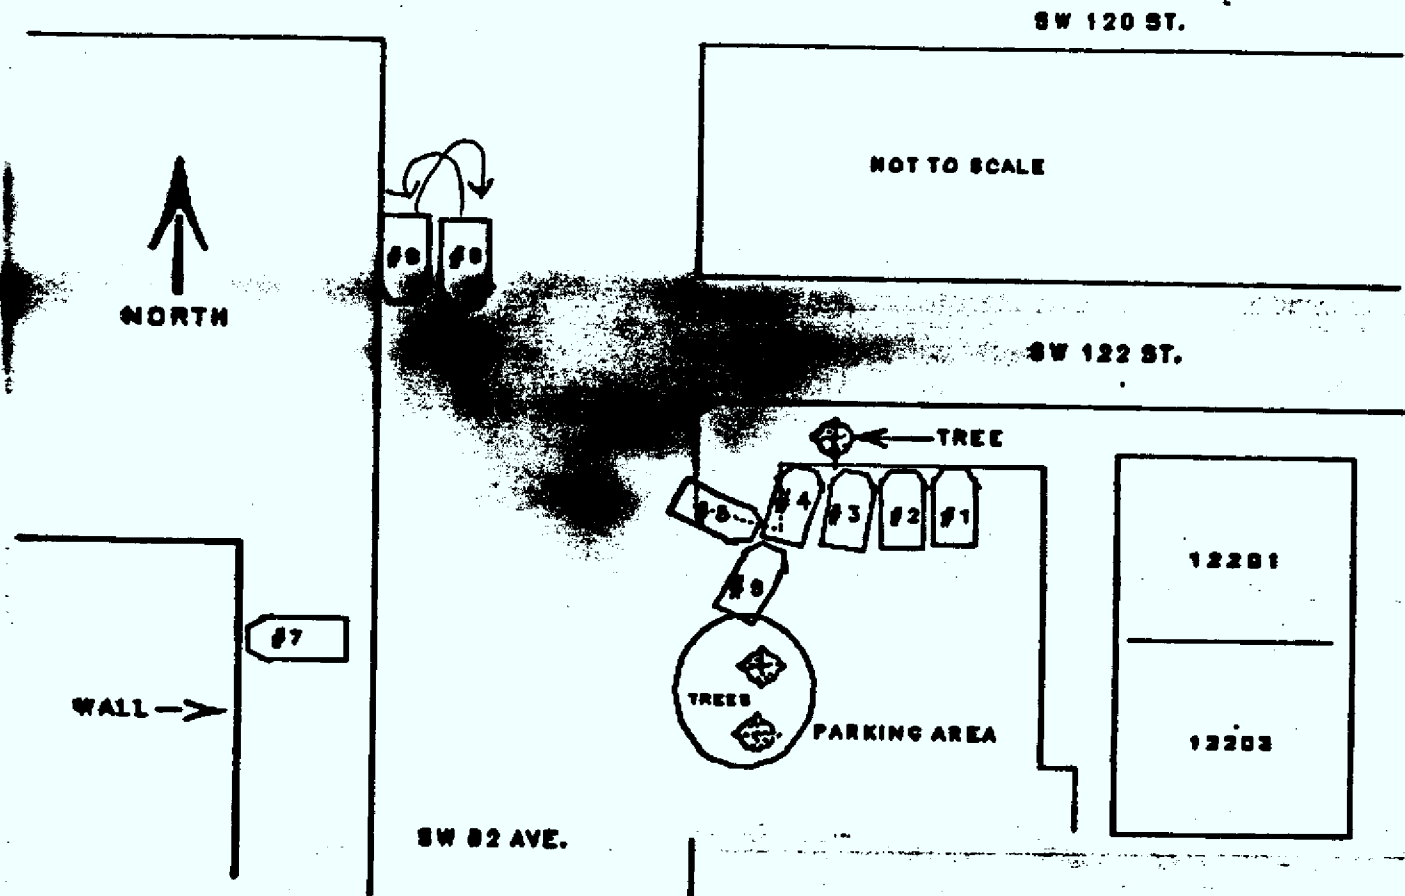 SW 120 ST.
NOT TO SCALE
NORTH
SW 122 ST.
TREE
#4
#3
#2
#1
12201
#7
WALL
TREES
PARKING AREA
12203
SW 82 AVE.